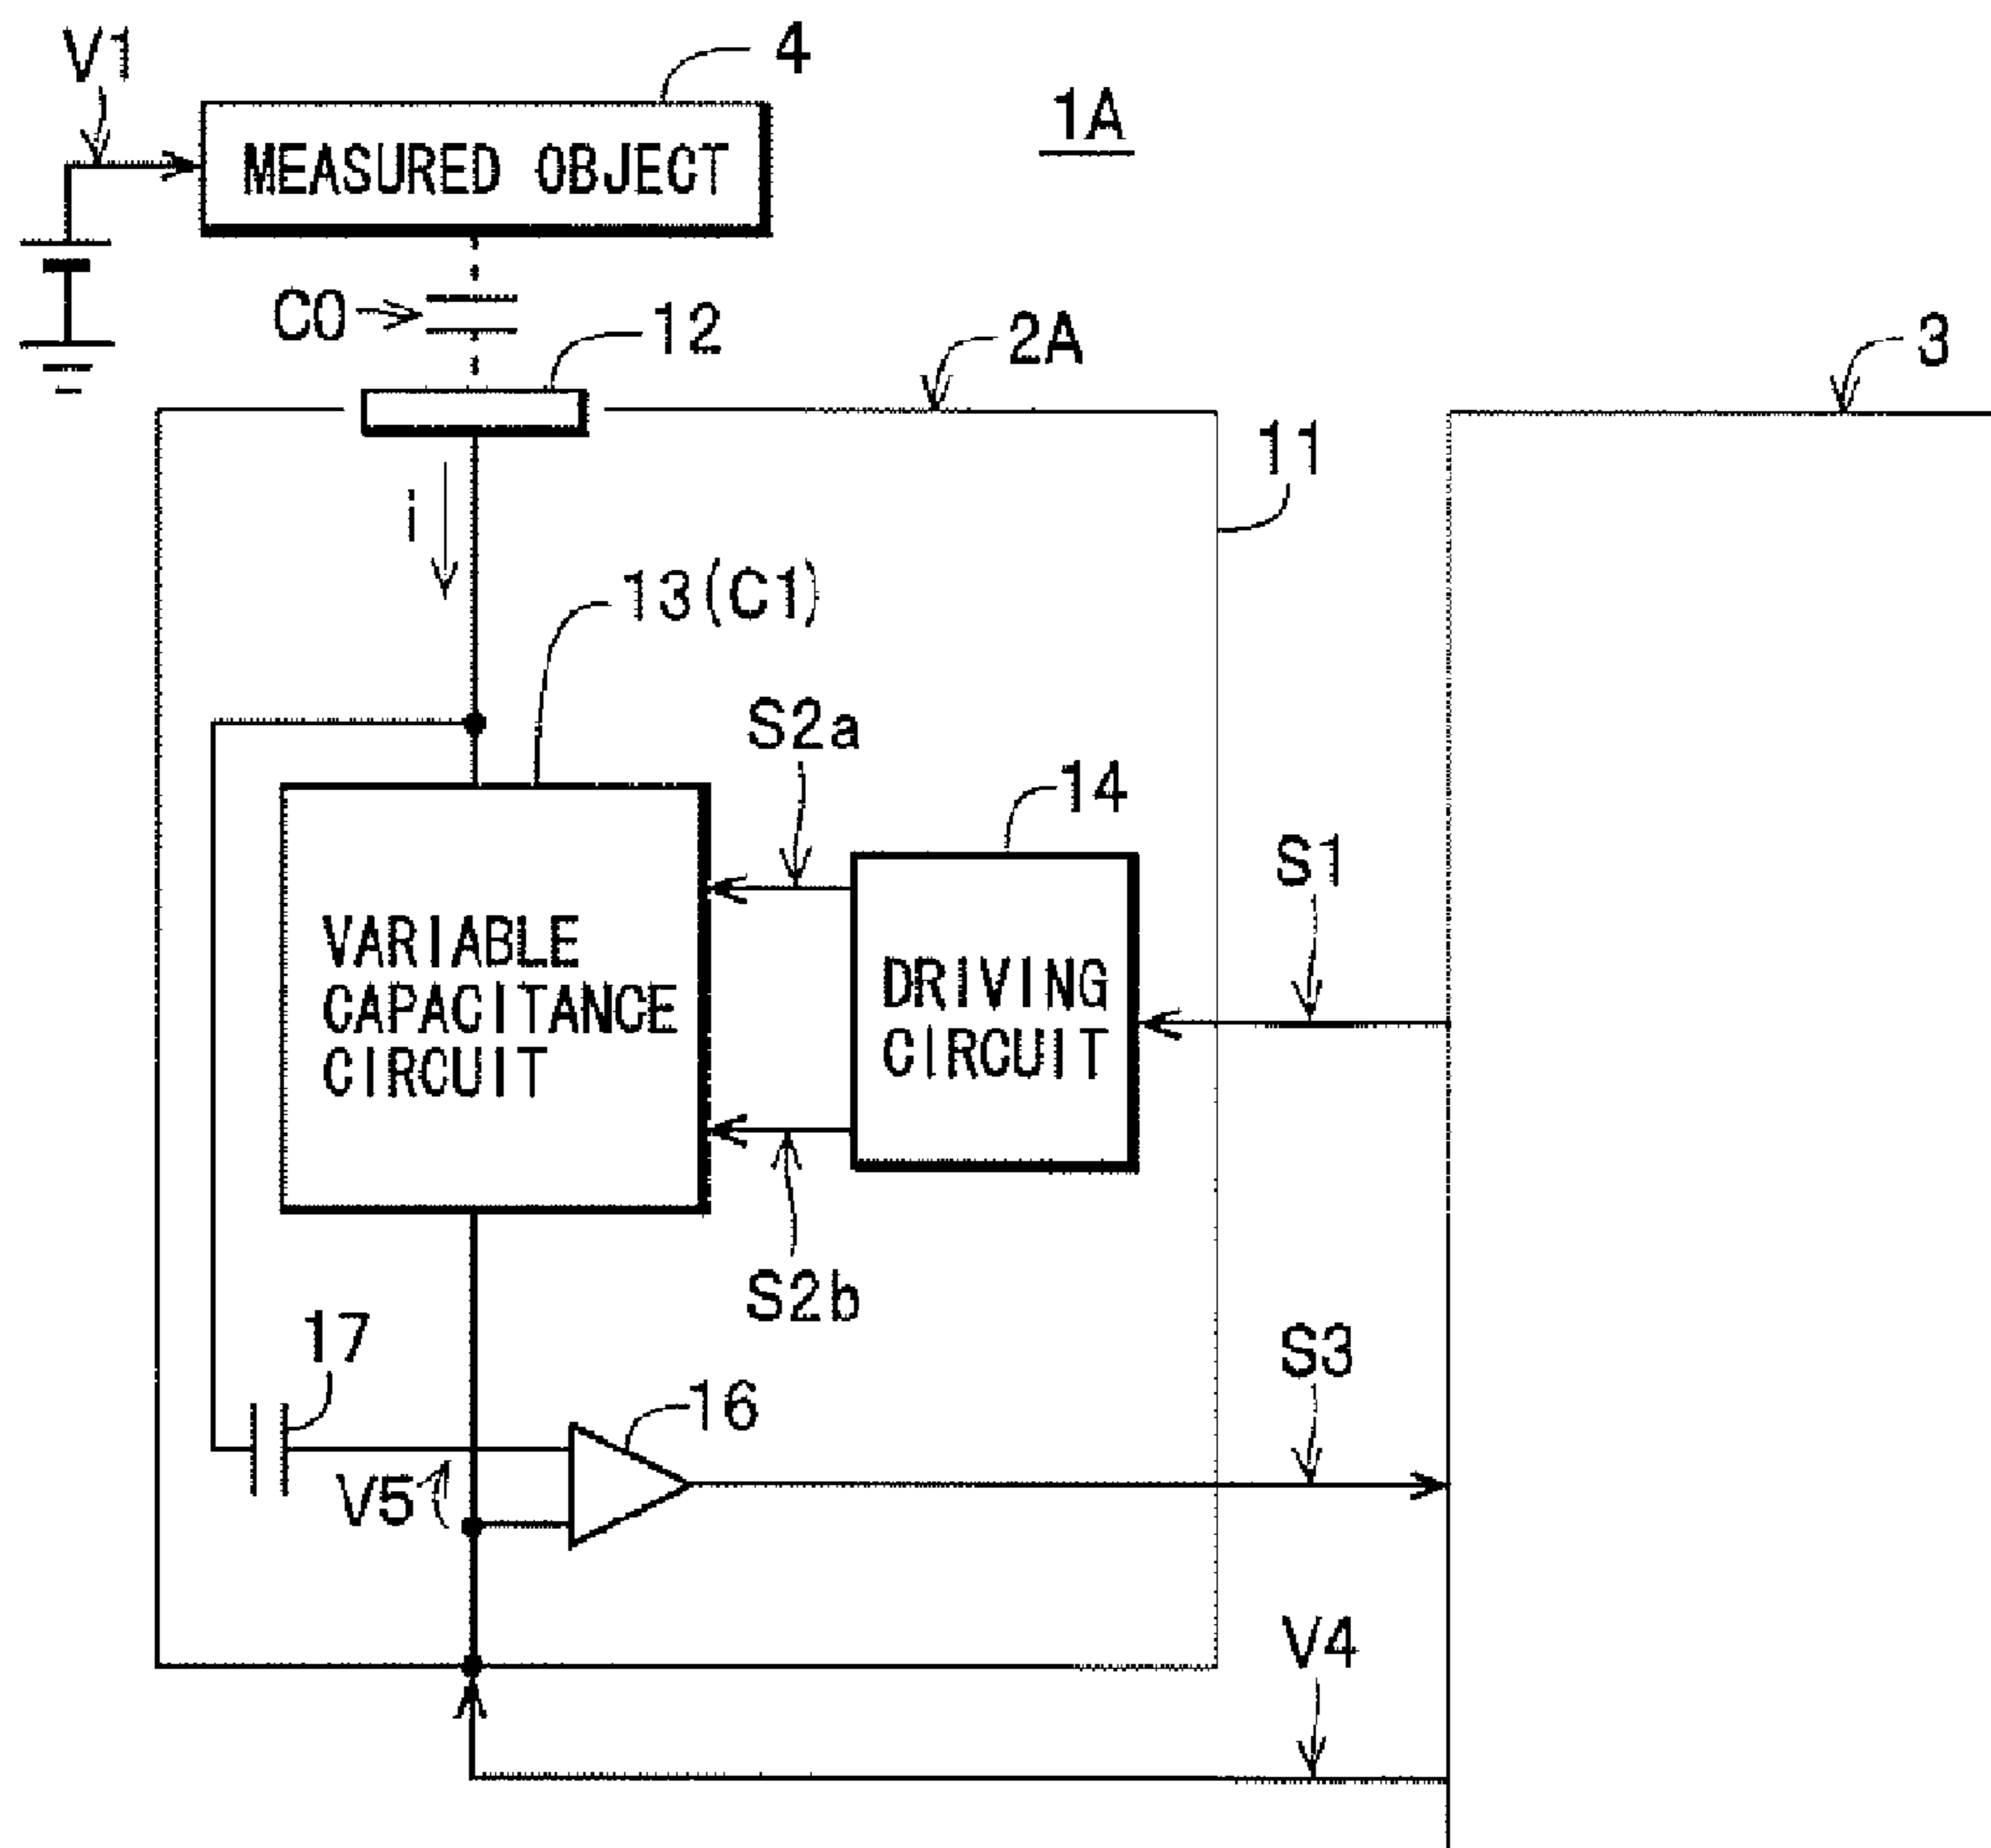 V1
4
1A
MEASURED OBJECT
C0
12
2A
3
11
i
13(C1)
S2a
14
S1
VARIABLE
CAPACITANCE
CIRCUIT
DRIVING
CIRCUIT
S2b
17
S3
16
V5
V4